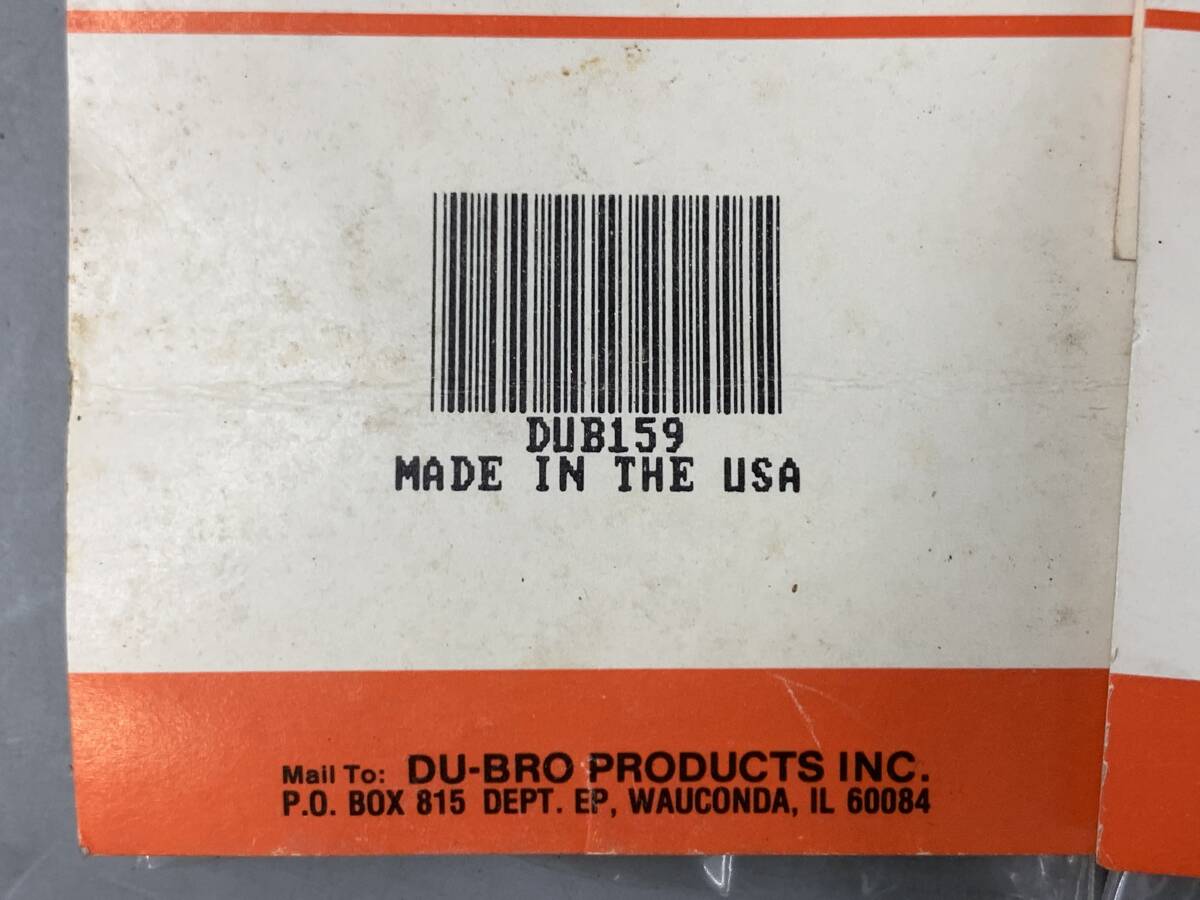 DUB159
MADE IN THE USA
Mail To: DU-BRO PRODUCTS INC.
P.O. BOX 815 DEPT. EP, WAUCONDA, IL 60084